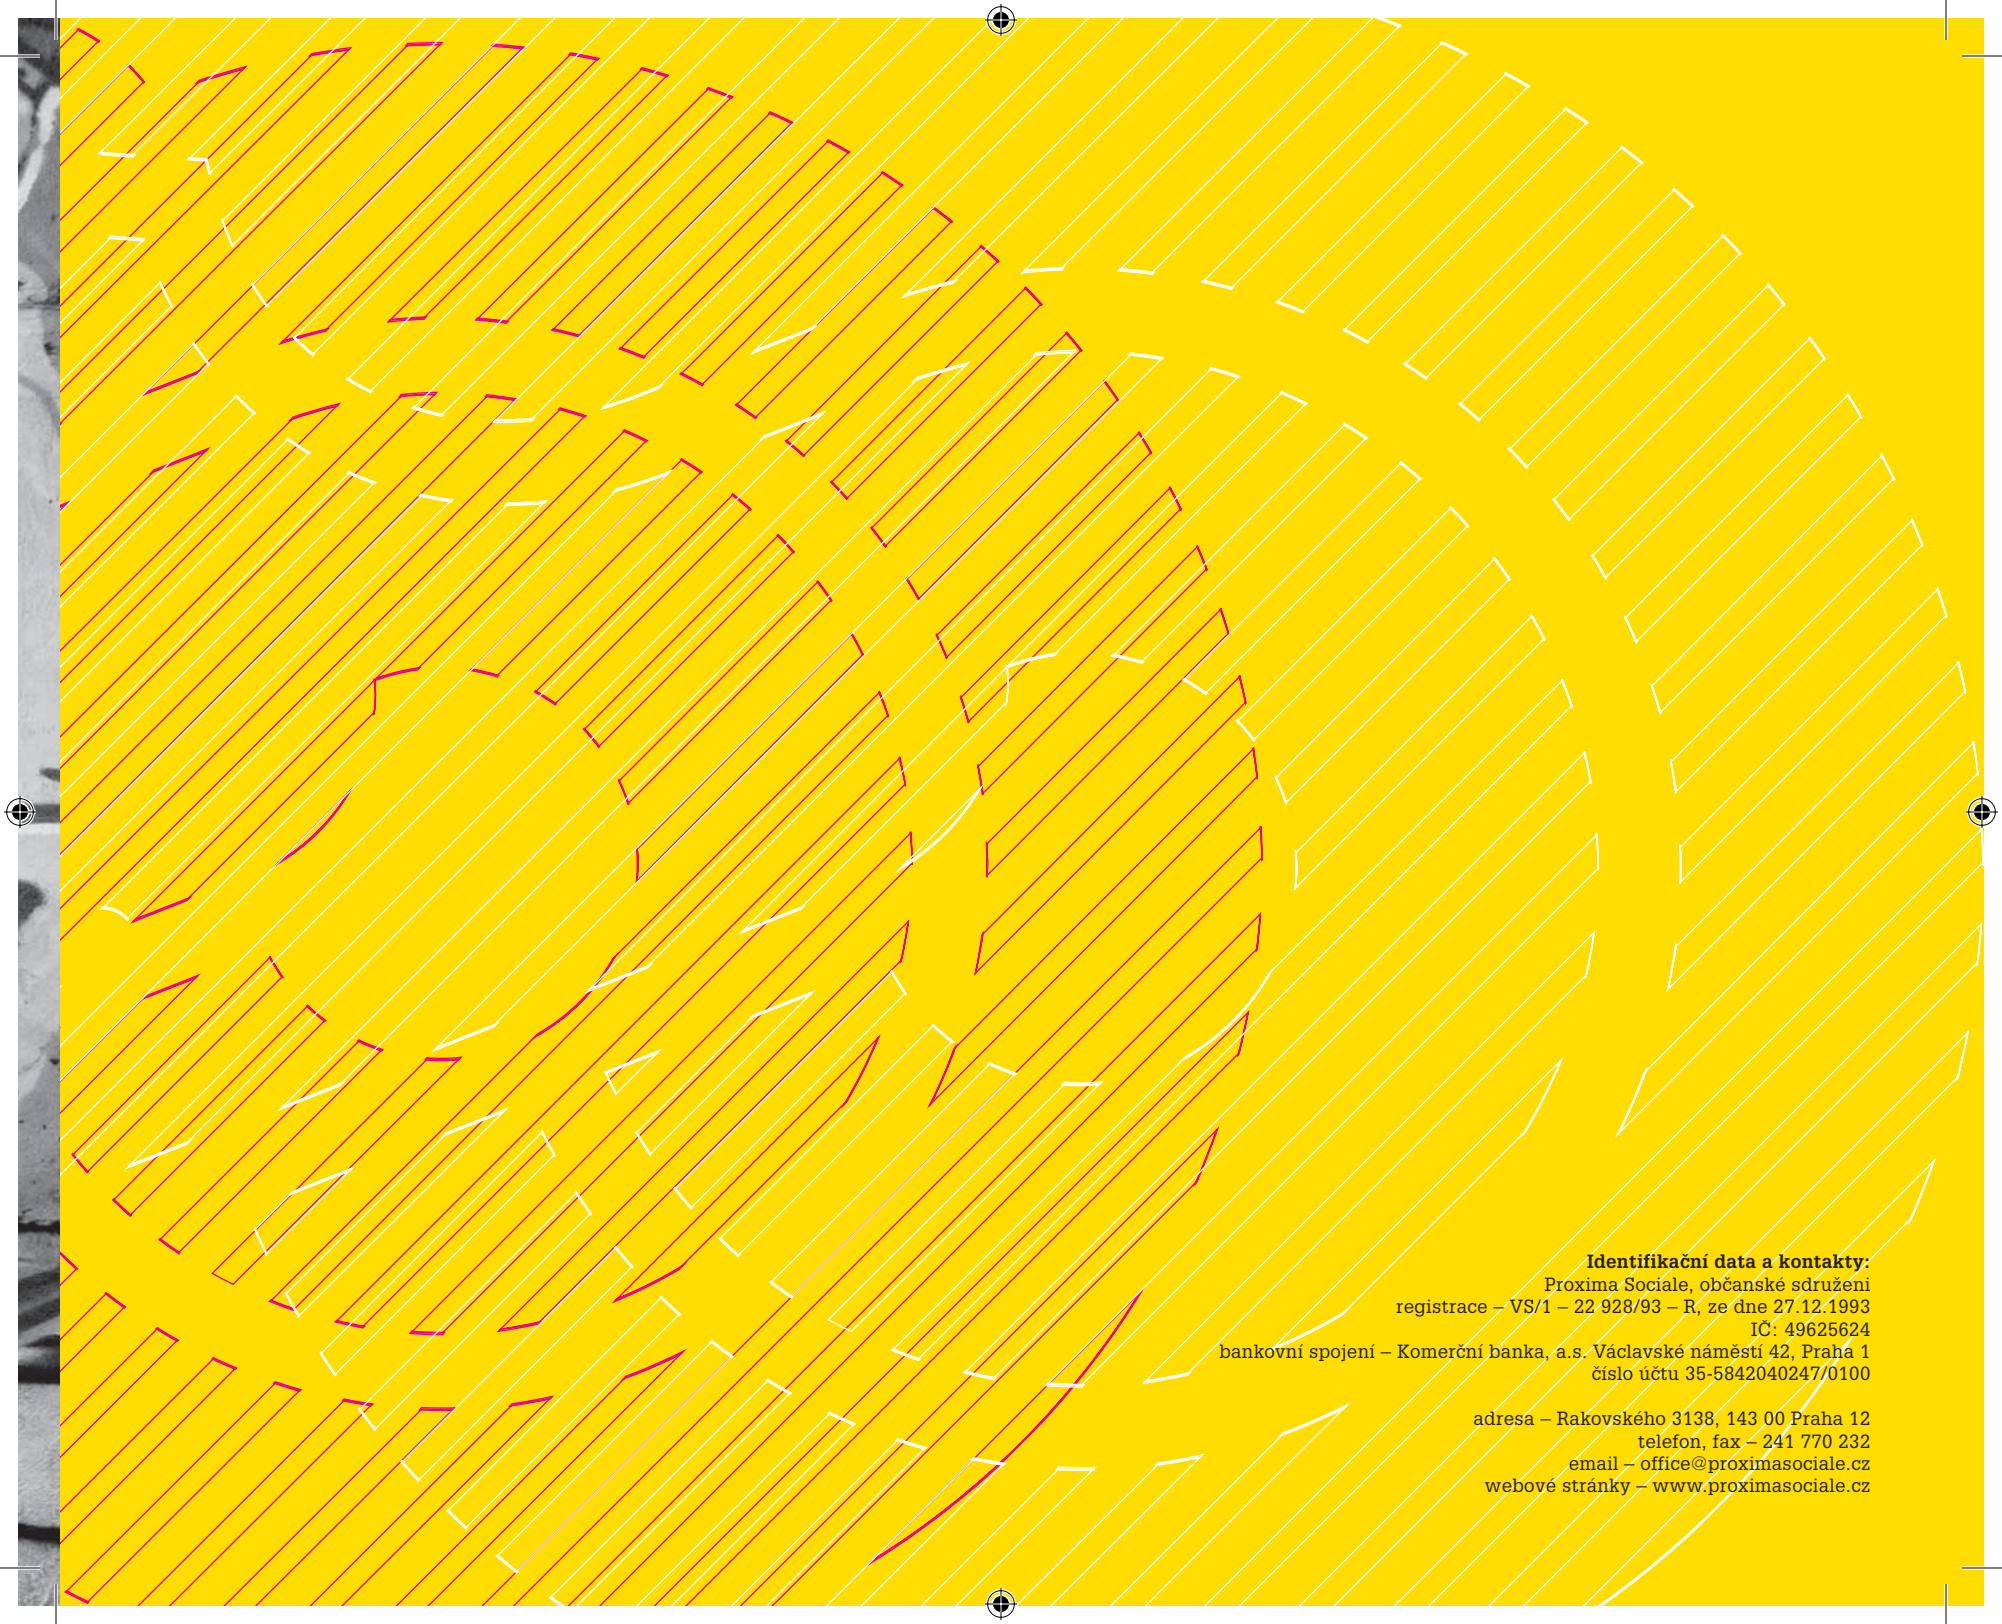 Identifikační data a kontakty:
Proxima Sociale, občanské sdruženi
registrace – VS/1 – 22 928/93 – R, ze dne 27.12.1993
IČ: 49625624
bankovní spojení – Komerční banka, a.s. Václavské náměstí 42, Praha 1
číslo účtu 35-5842040247/0100
adresa – Rakovského 3138, 143 00 Praha 12
telefon, fax – 241 770 232
email – office@proximasociale.cz
webové stránky – www.proximasociale.cz